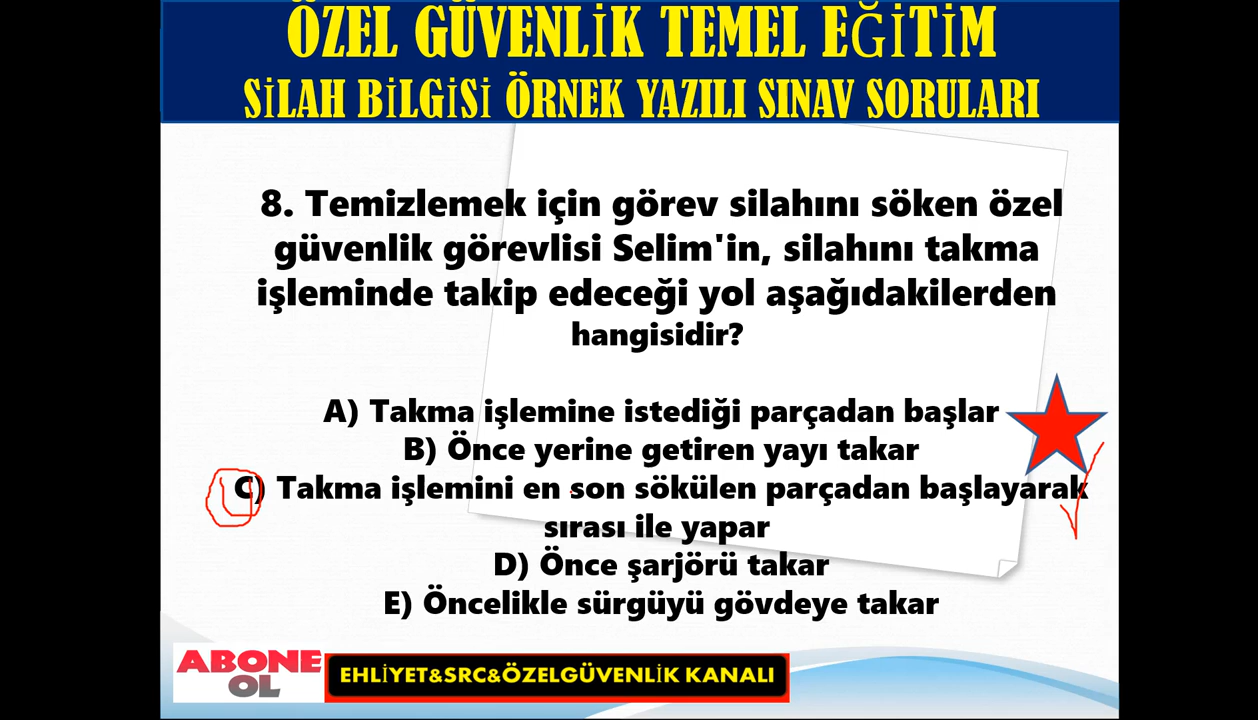 ÖZEL GÜVENLİK TEMEL EĞİTİM
SİLAH BİLGİSİ ÖRNEK YAZILI SINAV SORULARI
8. Temizlemek için görev silahını söken özel
güvenlik görevlisi Selim'in, silahını takma
işleminde takip edeceği yol aşağıdakilerden
hangisidir?
A) Takma işlemine istediği parçadan başlar
B) Önce yerine getiren yayı takar
C) Takma işlemini en son sökülen parçadan başlayarak
sırası ile yapar
D) Önce şarjörü takar
E) Öncelikle sürgüyü gövdeye takar
ABONE
OL
EHLİYET&SRC&ÖZELGÜVENLİK KANALI